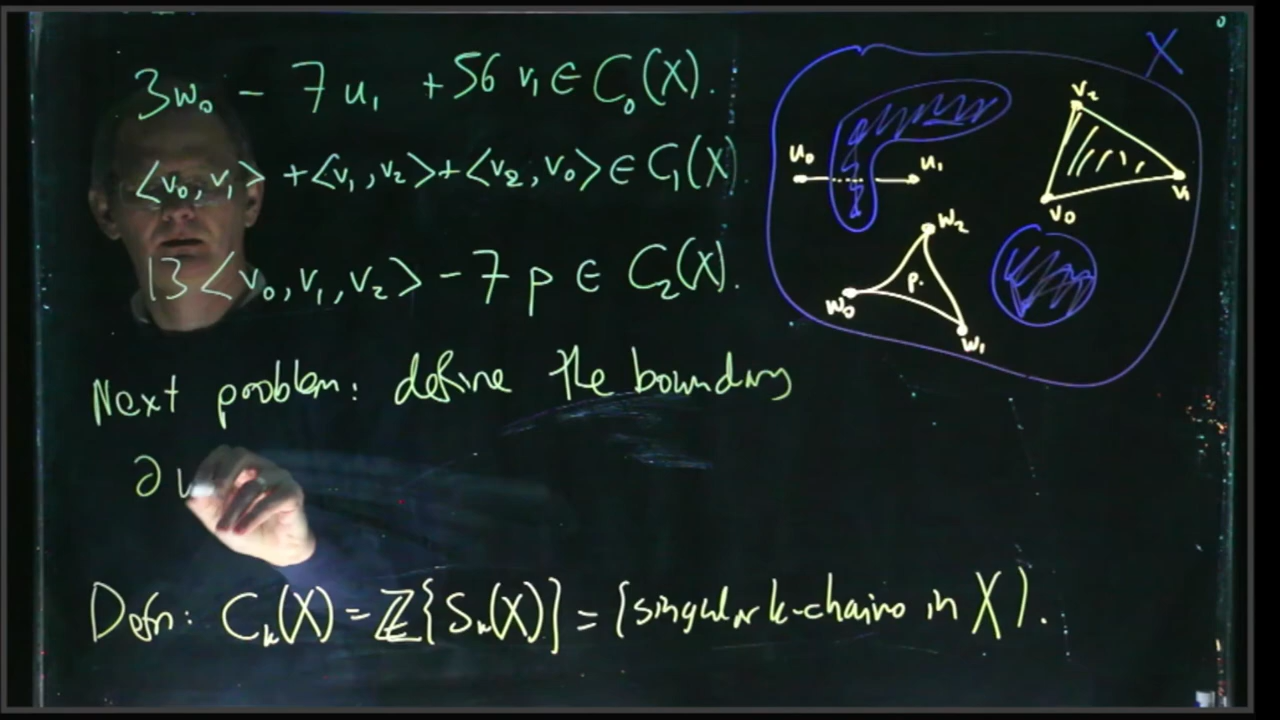 3w₀ - 7u₁ + 56 v₁ ∈ C₀(X).
<v₀, v₁> + <v₁, v₂> + <v₂, v₀> ∈ C₁(X)
13 <v₀, v₁, v₂> - 7 p ∈ C₂(X).
Next problem: define the boundary
∂
Defn: Cₖ(X) = ℤ{Sₖ(X)} = {singular k-chains in X}.
X
v₂
u₀
u₁
v₁
v₀
w₂
p.
w₀
w₁